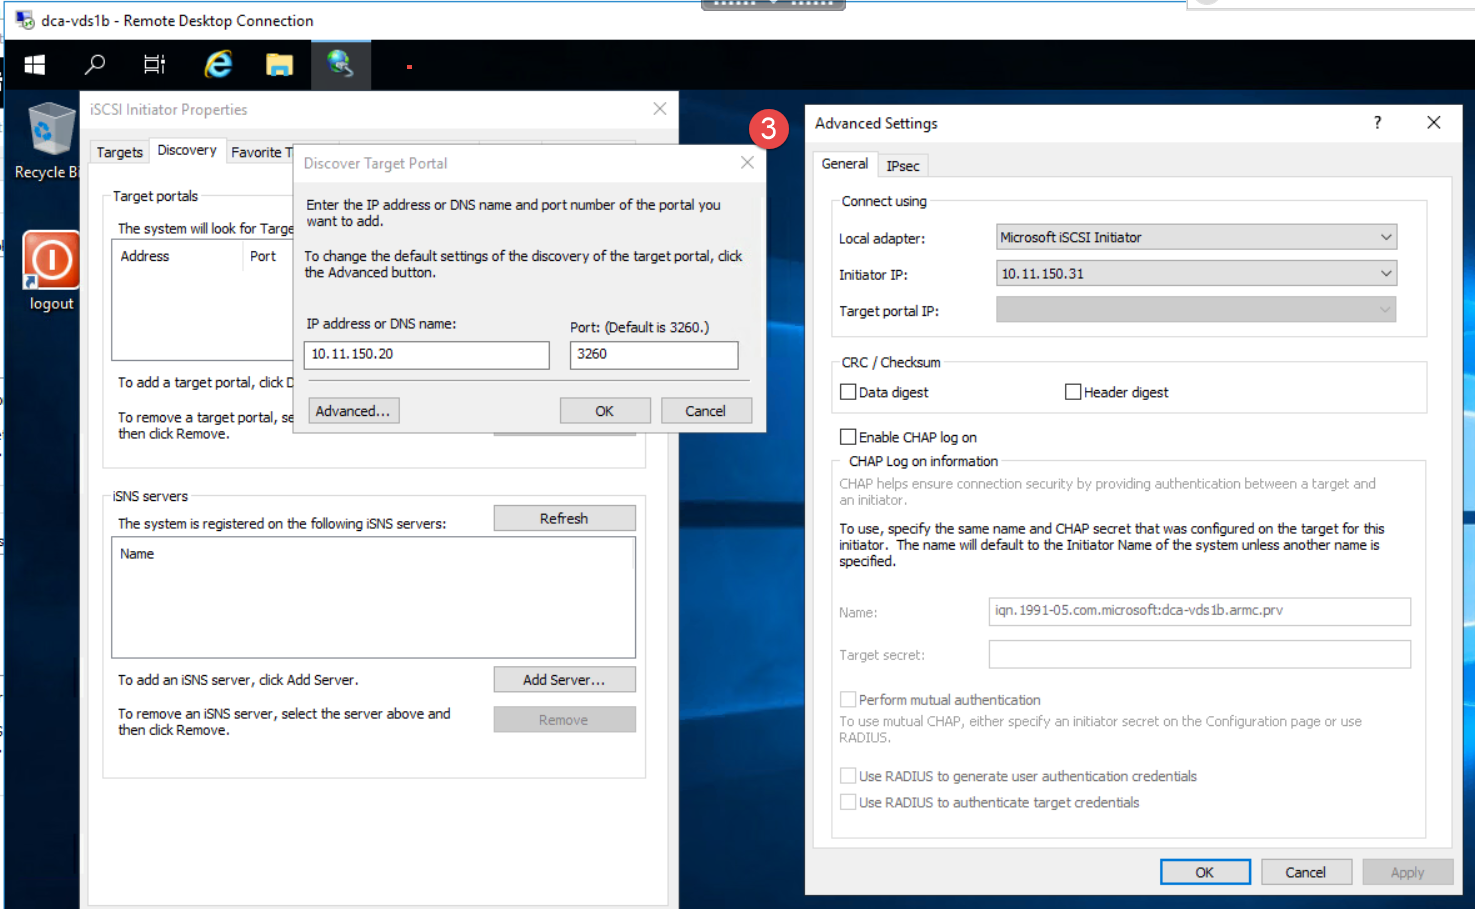 dca-vds1b - Remote Desktop Connection
Recycle Bi
logout
iSCSI Initiator Properties
Targets
Discovery
Favorite T
Target portals
The system will look for Targe
Address
Port
To add a target portal, click D
To remove a target portal, se
then click Remove.
iSNS servers
The system is registered on the following iSNS servers:
Refresh
Name
To add an iSNS server, click Add Server.
Add Server...
To remove an iSNS server, select the server above and
then click Remove.
Remove
Discover Target Portal
Enter the IP address or DNS name and port number of the portal you
want to add.
To change the default settings of the discovery of the target portal, click
the Advanced button.
IP address or DNS name:
Port: (Default is 3260.)
10.11.150.20
3260
Advanced...
OK
Cancel
3
Advanced Settings
?
General
IPsec
Connect using
Local adapter:
Microsoft iSCSI Initiator
Initiator IP:
10.11.150.31
Target portal IP:
CRC / Checksum
Data digest
Header digest
Enable CHAP log on
CHAP Log on information
CHAP helps ensure connection security by providing authentication between a target and
an initiator.
To use, specify the same name and CHAP secret that was configured on the target for this
initiator. The name will default to the Initiator Name of the system unless another name is
specified.
Name:
iqn.1991-05.com.microsoft:dca-vds1b.armc.prv
Target secret:
Perform mutual authentication
To use mutual CHAP, either specify an initiator secret on the Configuration page or use
RADIUS.
Use RADIUS to generate user authentication credentials
Use RADIUS to authenticate target credentials
OK
Cancel
Apply